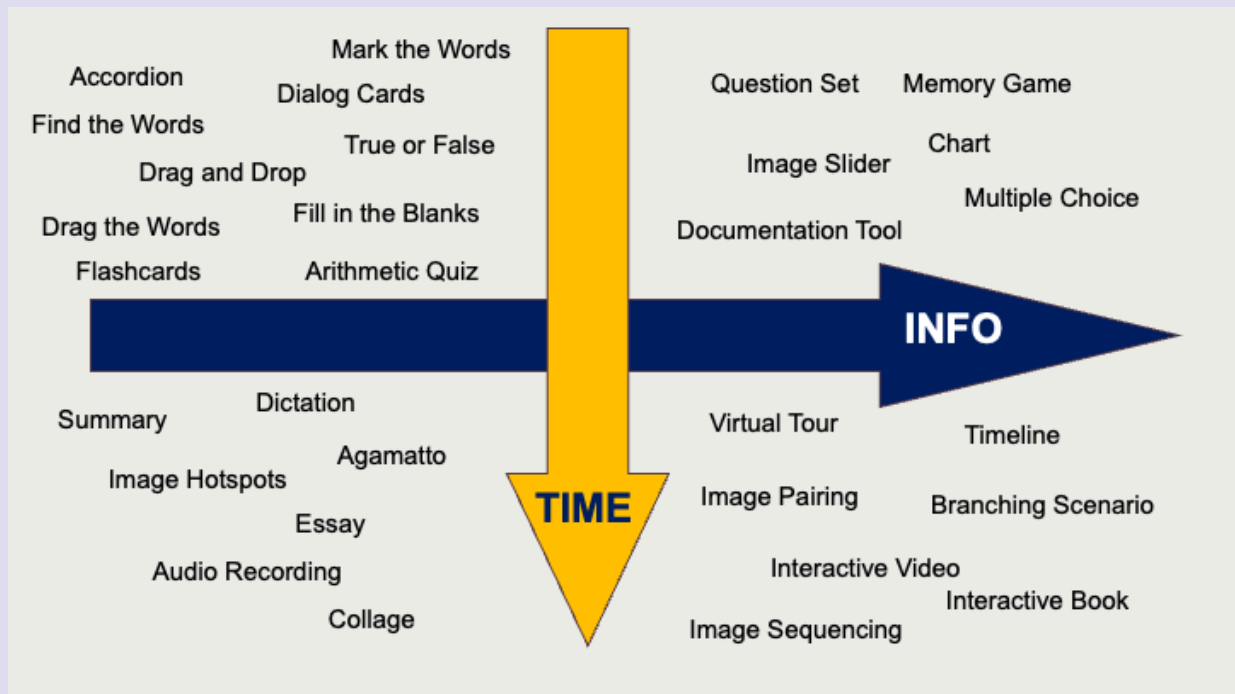 Mark the Words
Accordion
Dialog Cards
Find the Words
True or False
Drag and Drop
Fill in the Blanks
Drag the Words
Flashcards
Arithmetic Quiz
Question Set
Memory Game
Chart
Image Slider
Multiple Choice
Documentation Tool
INFO
TIME
Dictation
Summary
Agamatto
Image Hotspots
Essay
Audio Recording
Collage
Virtual Tour
Timeline
Image Pairing
Branching Scenario
Interactive Video
Interactive Book
Image Sequencing